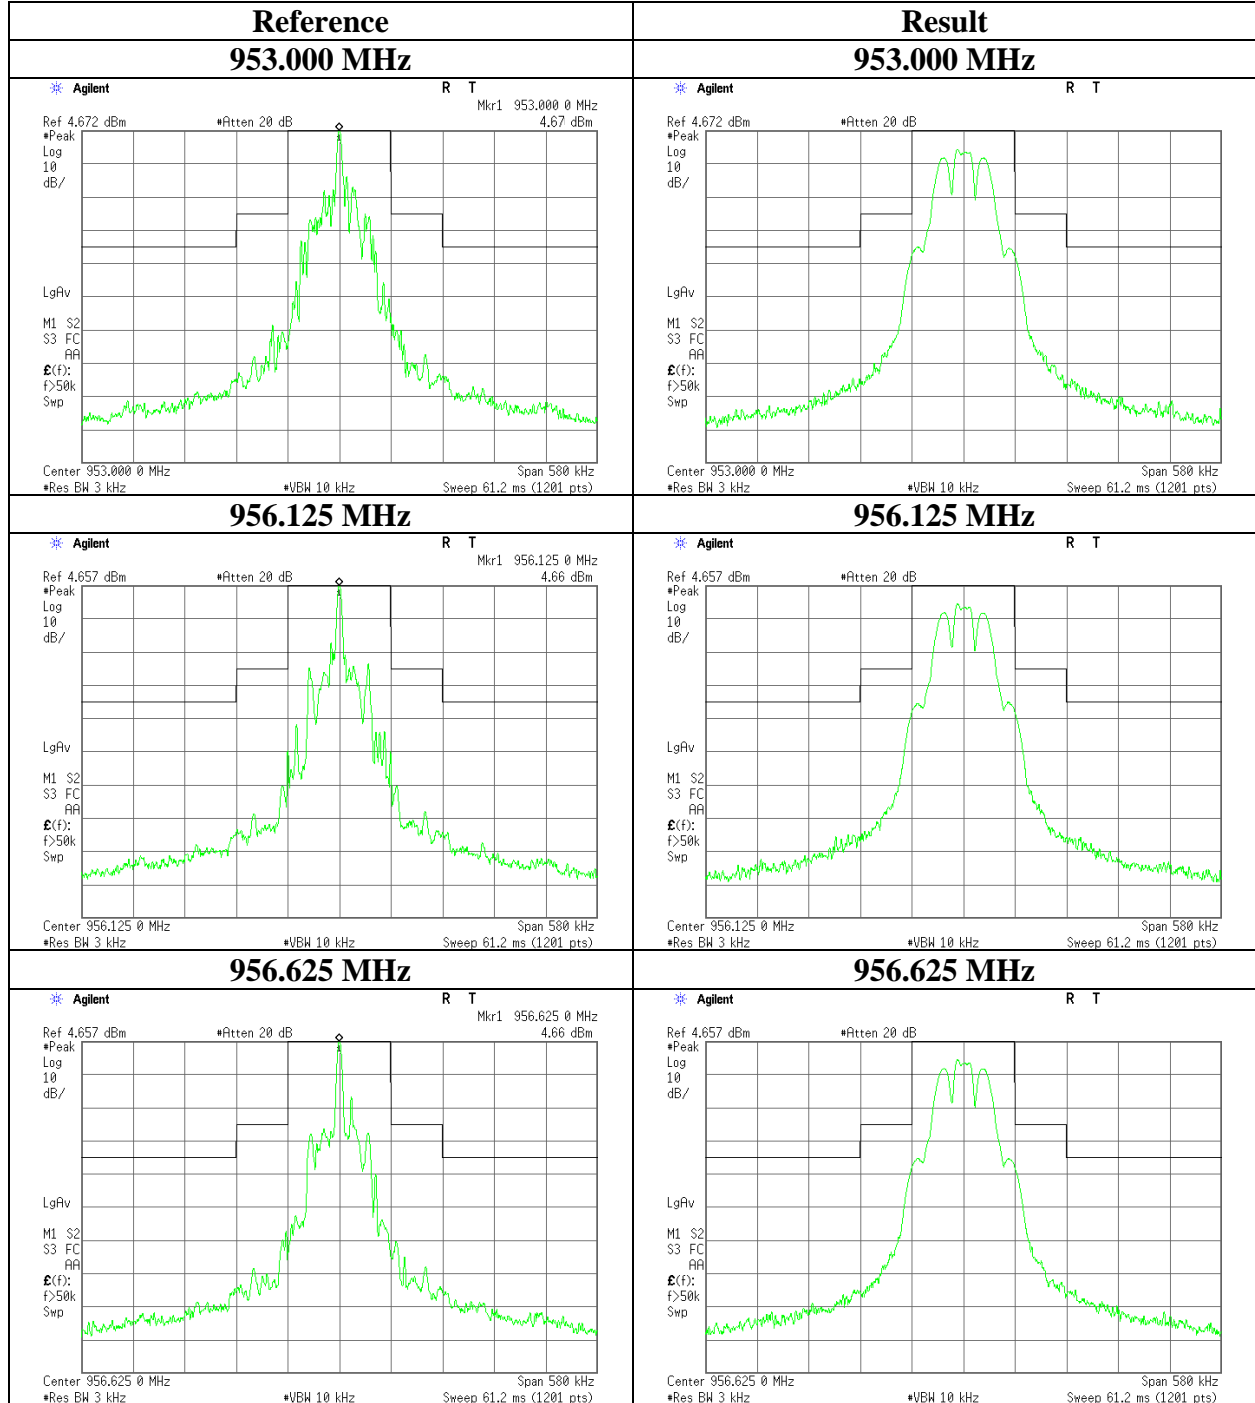 Reference Result
953.000 MHz 953.000 MHz
Agilent R T
Mkr1 953.000 0 MHz
Ref 4.672 dBm #Atten 20 dB 4.67 dBm
#Peak
Log
10
dB/
1
LgAv
M1 S2
S3 FC
AA
£(f):
f>50k
Swp
Center 953.000 0 MHz Span 580 kHz
#Res BW 3 kHz #VBW 10 kHz Sweep 61.2 ms (1201 pts)
Agilent R T
Ref 4.672 dBm #Atten 20 dB
#Peak
Log
10
dB/
LgAv
M1 S2
S3 FC
AA
£(f):
f>50k
Swp
Center 953.000 0 MHz Span 580 kHz
#Res BW 3 kHz #VBW 10 kHz Sweep 61.2 ms (1201 pts)
956.125 MHz 956.125 MHz
Agilent R T
Mkr1 956.125 0 MHz
Ref 4.657 dBm #Atten 20 dB 4.66 dBm
#Peak
Log
10
dB/
1
LgAv
M1 S2
S3 FC
AA
£(f):
f>50k
Swp
Center 956.125 0 MHz Span 580 kHz
#Res BW 3 kHz #VBW 10 kHz Sweep 61.2 ms (1201 pts)
Agilent R T
Ref 4.657 dBm #Atten 20 dB
#Peak
Log
10
dB/
LgAv
M1 S2
S3 FC
AA
£(f):
f>50k
Swp
Center 956.125 0 MHz Span 580 kHz
#Res BW 3 kHz #VBW 10 kHz Sweep 61.2 ms (1201 pts)
956.625 MHz 956.625 MHz
Agilent R T
Mkr1 956.625 0 MHz
Ref 4.657 dBm #Atten 20 dB 4.66 dBm
#Peak
Log
10
dB/
1
LgAv
M1 S2
S3 FC
AA
£(f):
f>50k
Swp
Center 956.625 0 MHz Span 580 kHz
#Res BW 3 kHz #VBW 10 kHz Sweep 61.2 ms (1201 pts)
Agilent R T
Ref 4.657 dBm #Atten 20 dB
#Peak
Log
10
dB/
LgAv
M1 S2
S3 FC
AA
£(f):
f>50k
Swp
Center 956.625 0 MHz Span 580 kHz
#Res BW 3 kHz #VBW 10 kHz Sweep 61.2 ms (1201 pts)